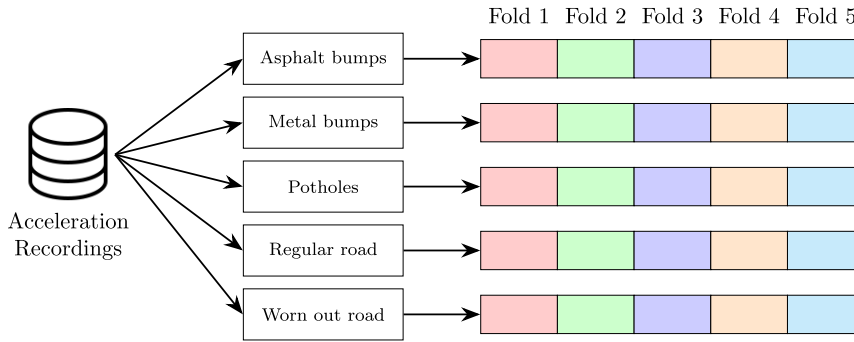 Fold 1 Fold 2 Fold 3 Fold 4 Fold 5
Asphalt bumps
Metal bumps
Potholes
Acceleration
Recordings
Regular road
Worn out road